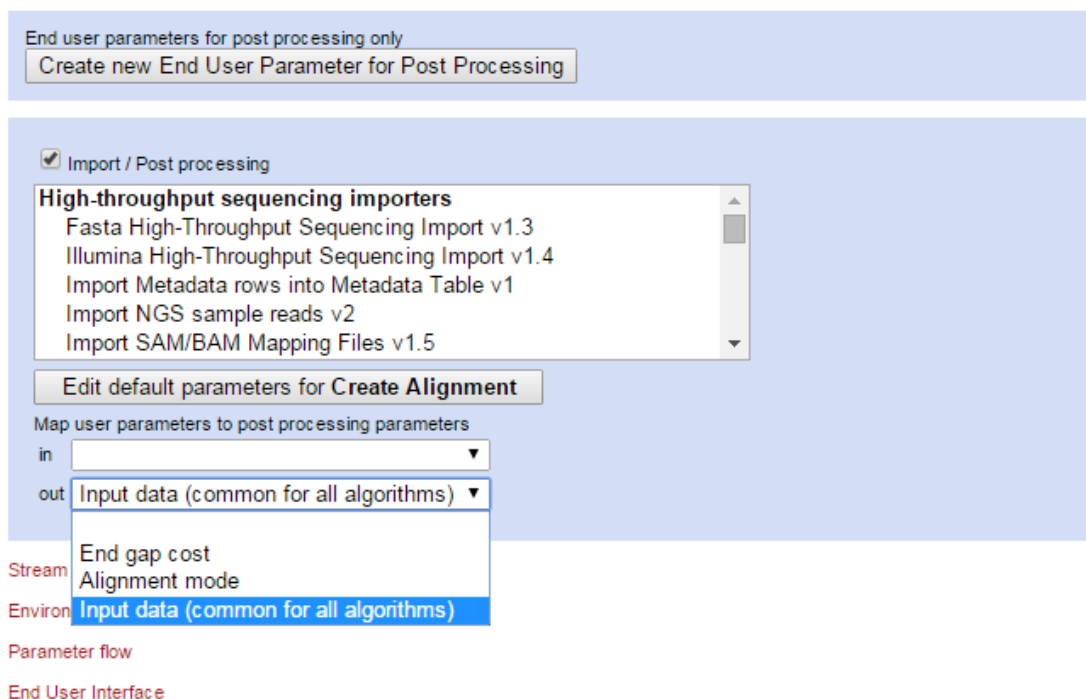 End user parameters for post processing only
Create new End User Parameter for Post Processing
Import / Post processing
High-throughput sequencing importers
Fasta High-Throughput Sequencing Import v1.3
Illumina High-Throughput Sequencing Import v1.4
Import Metadata rows into Metadata Table v1
Import NGS sample reads v2
Import SAM/BAM Mapping Files v1.5
Edit default parameters for Create Alignment
Map user parameters to post processing parameters
in
out Input data (common for all algorithms)
End gap cost
Stream
Alignment mode
Environ Input data (common for all algorithms)
Parameter flow
End User Interface